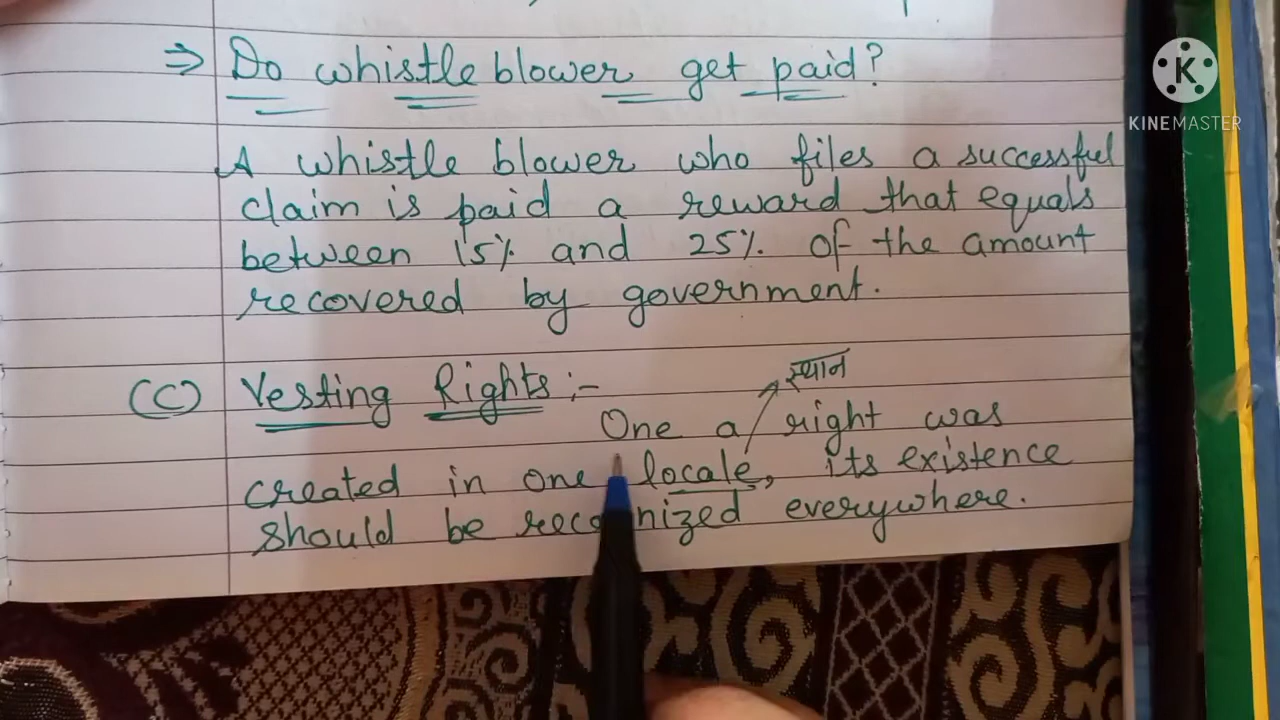 ⇒ Do whistle blower get paid?
A whistle blower who files a successful
claim is paid a reward that equals
between 15% and 25% of the amount
recovered by government.
(C) Vesting Rights :-
स्थान
One a right was
created in one locale, its existence
should be recognized everywhere.
K
KINEMASTER